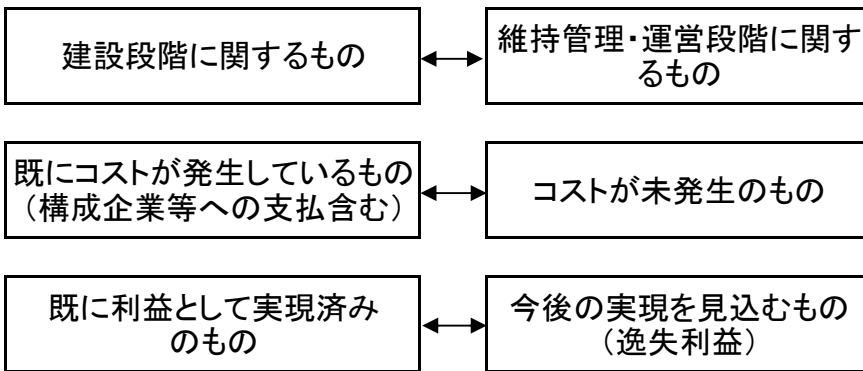 建設段階に関するもの
維持管理・運営段階に関す
るもの
既にコストが発生しているもの
（構成企業等への支払含む）
コストが未発生のもの
既に利益として実現済み
のもの
今後の実現を見込むもの
（逸失利益）